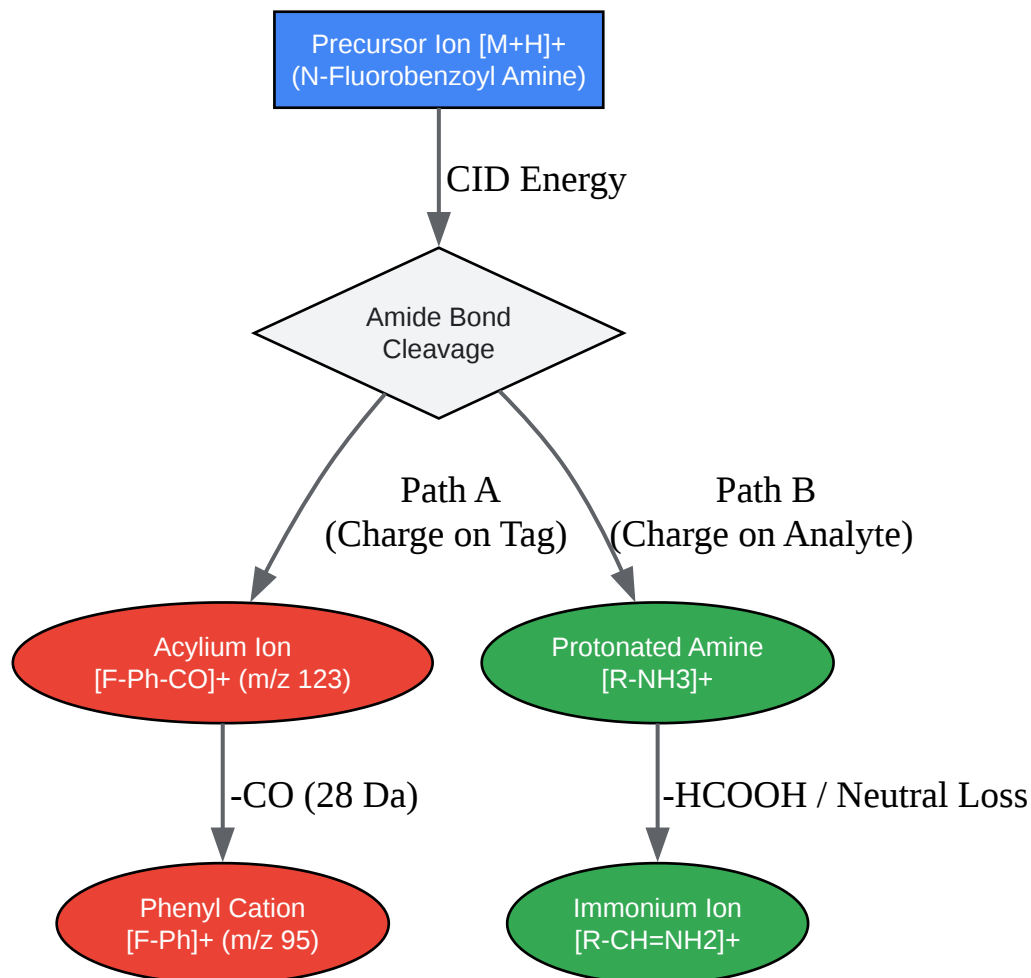 Precursor Ion [M+H]+
(N-Fluorobenzoyl Amine)
CID Energy
Amide Bond
Cleavage
Path A
(Charge on Tag)
Path B
(Charge on Analyte)
Acylium Ion
[F-Ph-CO]+ (m/z 123)
Protonated Amine
[R-NH3]+
-CO (28 Da)
-HCOOH / Neutral Loss
Phenyl Cation
[F-Ph]+ (m/z 95)
Immonium Ion
[R-CH=NH2]+